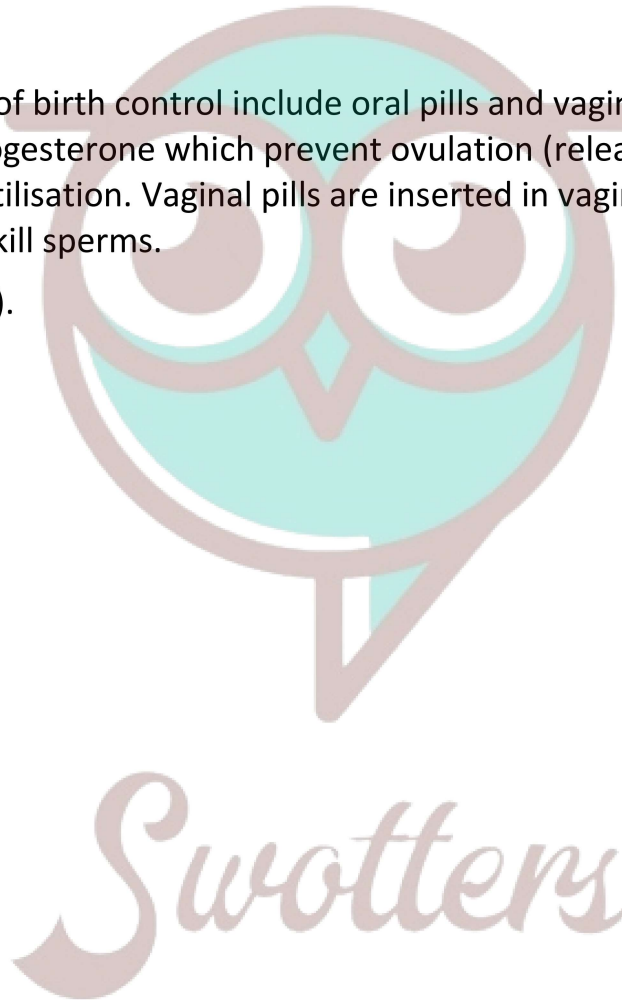 of birth control include oral pills and vagin
ogesterone which prevent ovulation (relea
tilisation. Vaginal pills are inserted in vagi
kill sperms.
).
Swotters